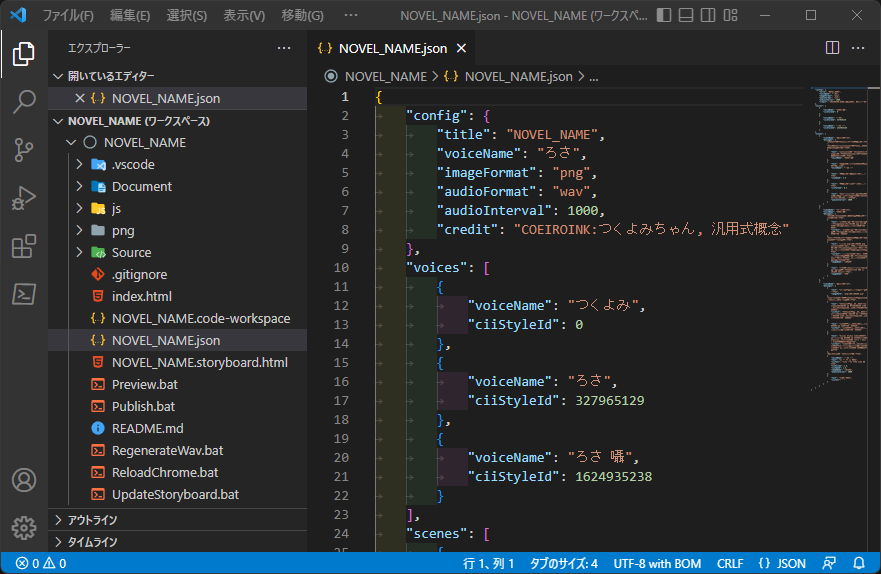 ファイル(F) 編集(E) 選択(S) 表示(V) 移動(G) ··· NOVEL_NAME.json - NOVEL_NAME (ワークスペ...
エクスプローラー ···
開いているエディター
NOVEL_NAME.json
NOVEL_NAME (ワークスペース)
NOVEL_NAME
.vscode
Document
js
png
Source
.gitignore
index.html
NOVEL_NAME.code-workspace
NOVEL_NAME.json
NOVEL_NAME.storyboard.html
Preview.bat
Publish.bat
README.md
RegenerateWav.bat
ReloadChrome.bat
UpdateStoryboard.bat
アウトライン
タイムライン
NOVEL_NAME.json
NOVEL_NAME > NOVEL_NAME.json > ...
1 {
2 "config": {
3 "title": "NOVEL_NAME",
4 "voiceName": "ろさ",
5 "imageFormat": "png",
6 "audioFormat": "wav",
7 "audioInterval": 1000,
8 "credit": "COEIROINK:つくよみちゃん, 汎用式概念"
9 },
10 "voices": [
11 {
12 "voiceName": "つくよみ",
13 "ciiStyleId": 0
14 },
15 {
16 "voiceName": "ろさ",
17 "ciiStyleId": 327965129
18 },
19 {
20 "voiceName": "ろさ 囁",
21 "ciiStyleId": 1624935238
22 }
23 ],
24 "scenes": [
25 {
0 0 行 1、列 1 タブのサイズ: 4 UTF-8 with BOM CRLF {} JSON